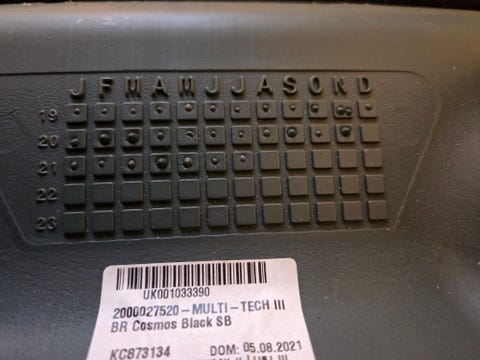 J F M A M J J A S O N D
19
20
21
22
23
UK001033390
2000027520-MULTI-TECH III
BR Cosmos Black SB
KC873134 DOM: 05.08.2021